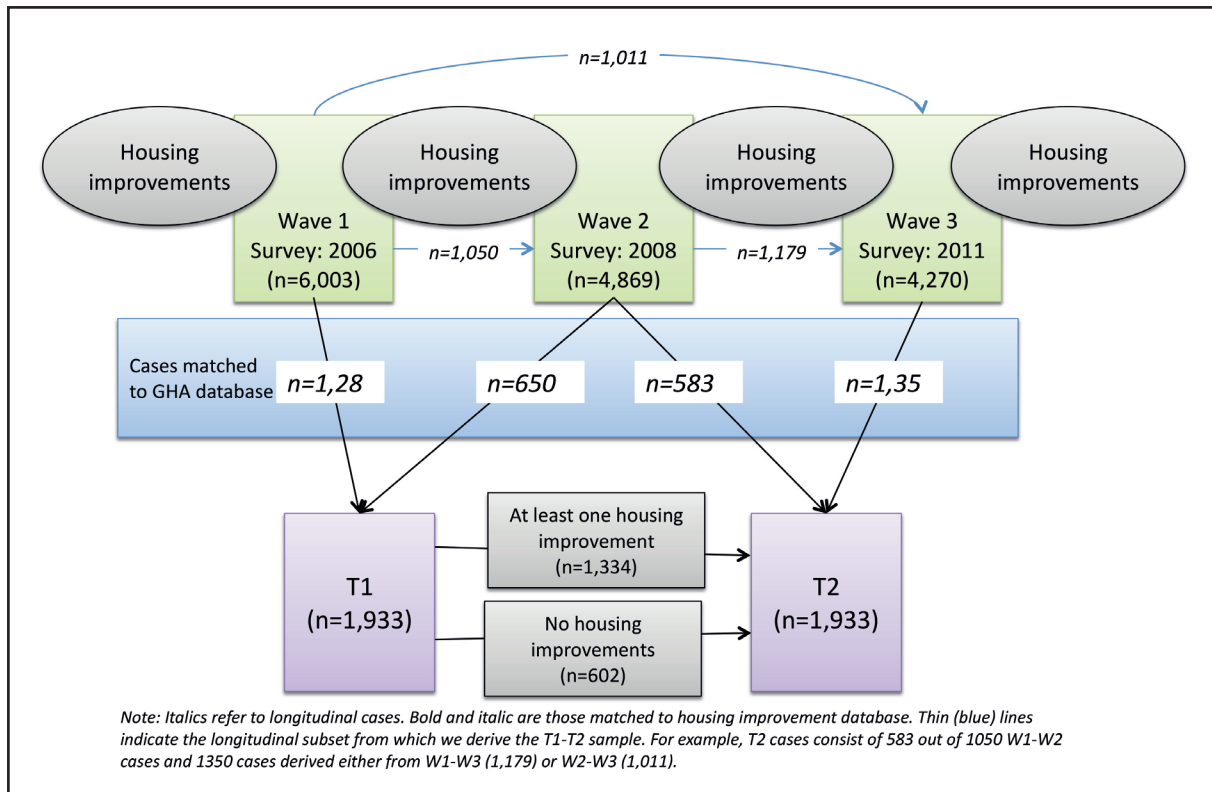 n=1,011
Housing
improvements
Housing
improvements
Housing
improvements
Housing
improvements
Wave 1
Survey: 2006
(n=6,003)
n=1,050
Wave 2
Survey: 2008
(n=4,869)
n=1,179
Wave 3
Survey: 2011
(n=4,270)
Cases matched
to GHA database
n=1,28
n=650
n=583
n=1,35
T1
(n=1,933)
At least one housing
improvement
(n=1,334)
No housing
improvements
(n=602)
T2
(n=1,933)
Note: Italics refer to longitudinal cases. Bold and italic are those matched to housing improvement database. Thin (blue) lines
indicate the longitudinal subset from which we derive the T1-T2 sample. For example, T2 cases consist of 583 out of 1050 W1-W2
cases and 1350 cases derived either from W1-W3 (1,179) or W2-W3 (1,011).